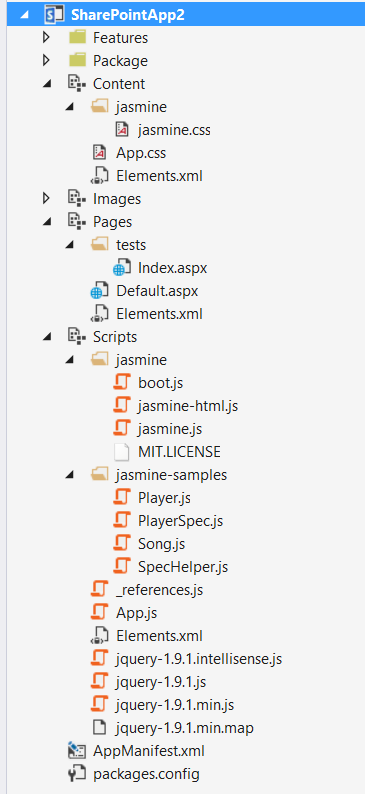 SharePointApp2
Features
Package
Content
jasmine
jasmine.css
App.css
Elements.xml
Images
Pages
tests
Index.aspx
Default.aspx
Elements.xml
Scripts
jasmine
boot.js
jasmine-html.js
jasmine.js
MIT.LICENSE
jasmine-samples
Player.js
PlayerSpec.js
Song.js
SpecHelper.js
_references.js
App.js
Elements.xml
jquery-1.9.1.intellisense.js
jquery-1.9.1.js
jquery-1.9.1.min.js
jquery-1.9.1.min.map
AppManifest.xml
packages.config